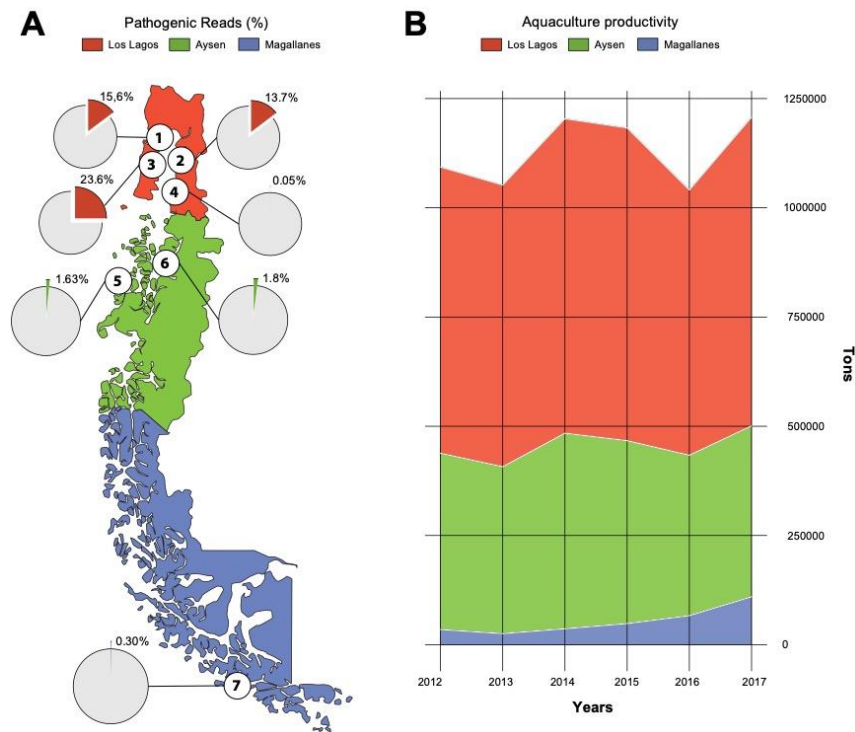 A
Pathogenic Reads (%)
Los Lagos Aysen Magallanes
15,6%
13.7%
1
2
3
23.6%
4
0.05%
5
1.63%
6
1.8%
0.30%
7
B
Aquaculture productivity
Los Lagos Aysen Magallanes
1250000
1000000
750000
500000
250000
0
Tons
2012 2013 2014 2015 2016 2017
Years